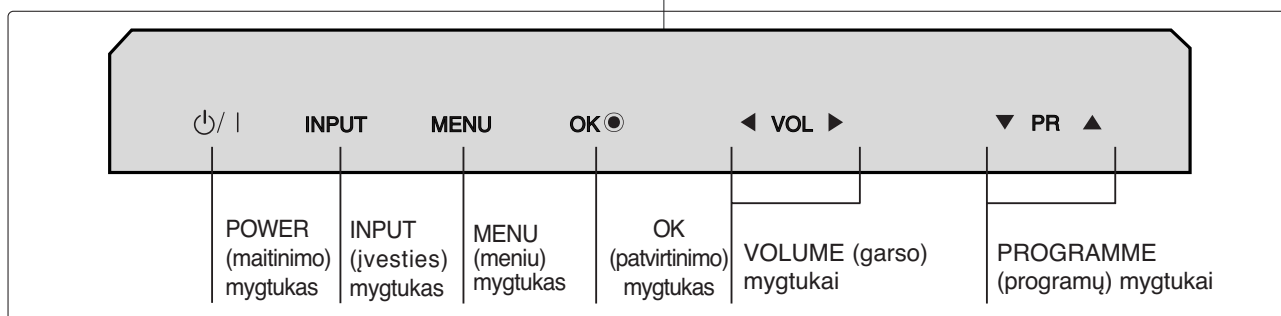 ⏻/ I INPUT MENU OK◉ ◀ VOL ▶ ▼ PR ▲
POWER
(maitinimo)
mygtukas
INPUT
(įvesties)
mygtukas
MENU
(meniu)
mygtukas
OK
(patvirtinimo)
mygtukas
VOLUME (garso)
mygtukai
PROGRAMME
(programų) mygtukai